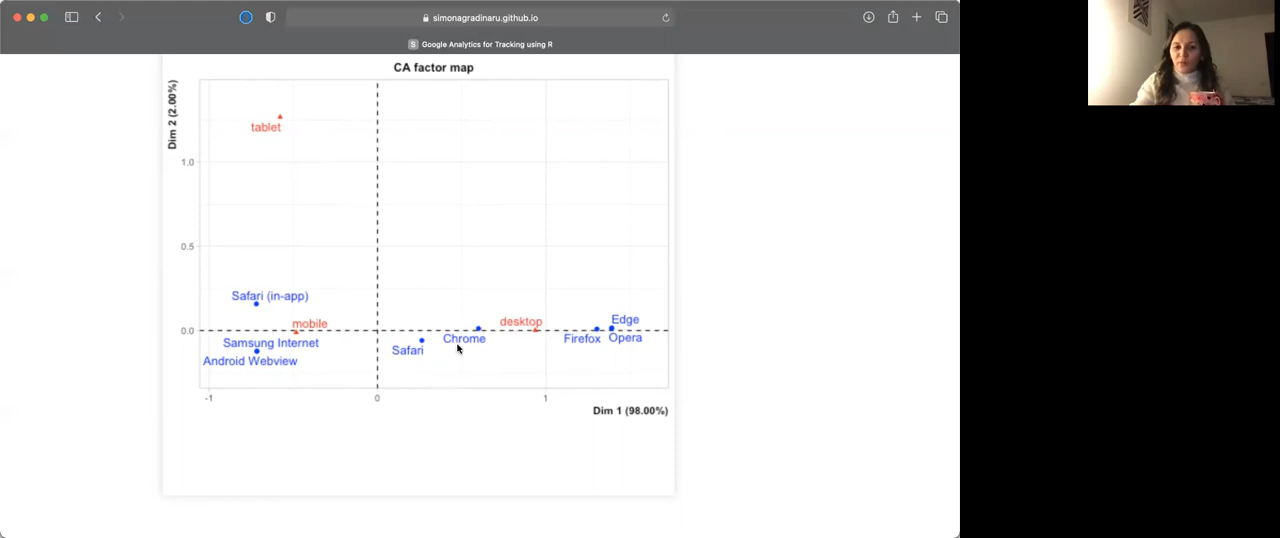 simonagradinaru.github.io
S Google Analytics for Tracking using R
CA factor map
Dim 2 (2.00%)
tablet
1.0
0.5
Safari (in-app)
Edge
mobile
desktop
0.0
Samsung Internet
Chrome
Firefox
Opera
Safari
Android Webview
-1
0
1
Dim 1 (98.00%)